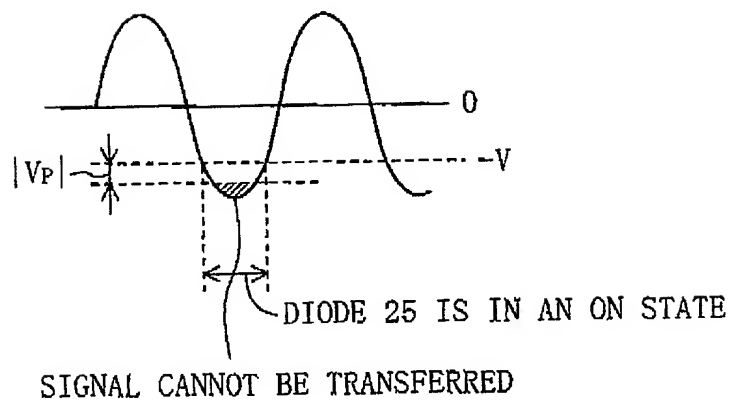 0
-V
|VP|
DIODE 25 IS IN AN ON STATE
SIGNAL CANNOT BE TRANSFERRED